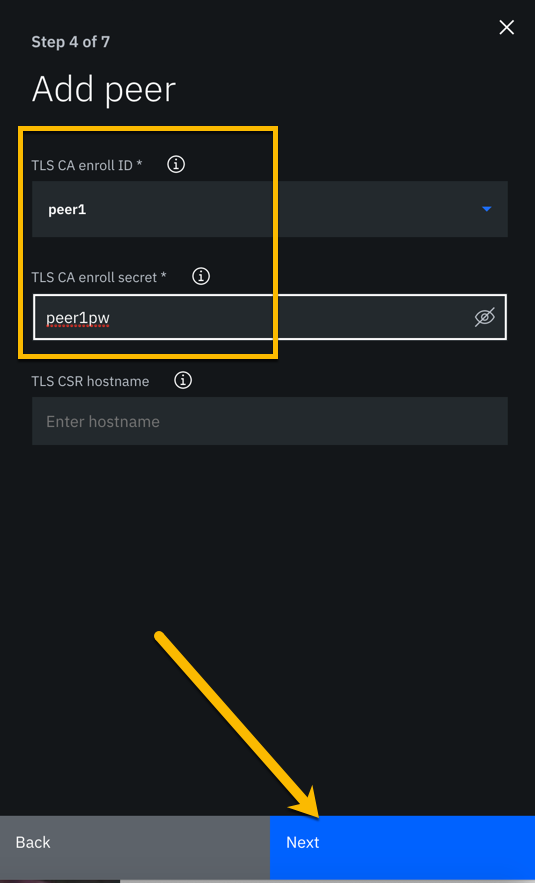 Step 4 of 7
Add peer
TLS CA enroll ID *
peer1
TLS CA enroll secret *
peer1pw
TLS CSR hostname
Enter hostname
Back
Next